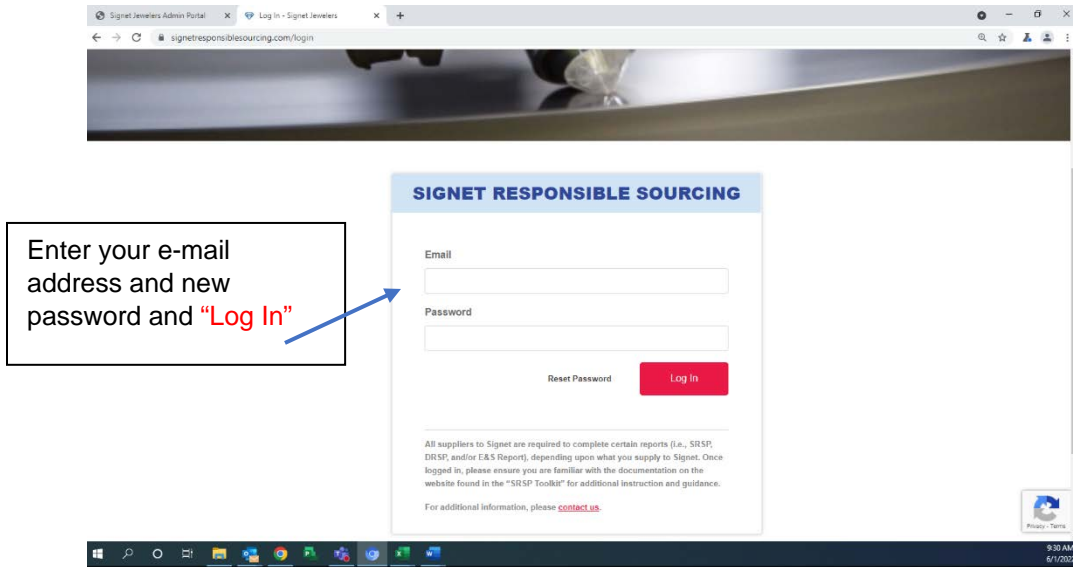 Signet Jewelers Admin Portal
Log In - Signet Jewelers
signetresponsiblesourcing.com/login
SIGNET RESPONSIBLE SOURCING
Enter your e-mail
address and new
password and “Log In”
Email
Password
Reset Password
Log In
All suppliers to Signet are required to complete certain reports (i.e., SRSP,
DRSP, and/or E&S Report), depending upon what you supply to Signet. Once
logged in, please ensure you are familiar with the documentation on the
website found in the “SRSP Toolkit” for additional instruction and guidance.
For additional information, please contact us.
Privacy - Terms
9:30 AM